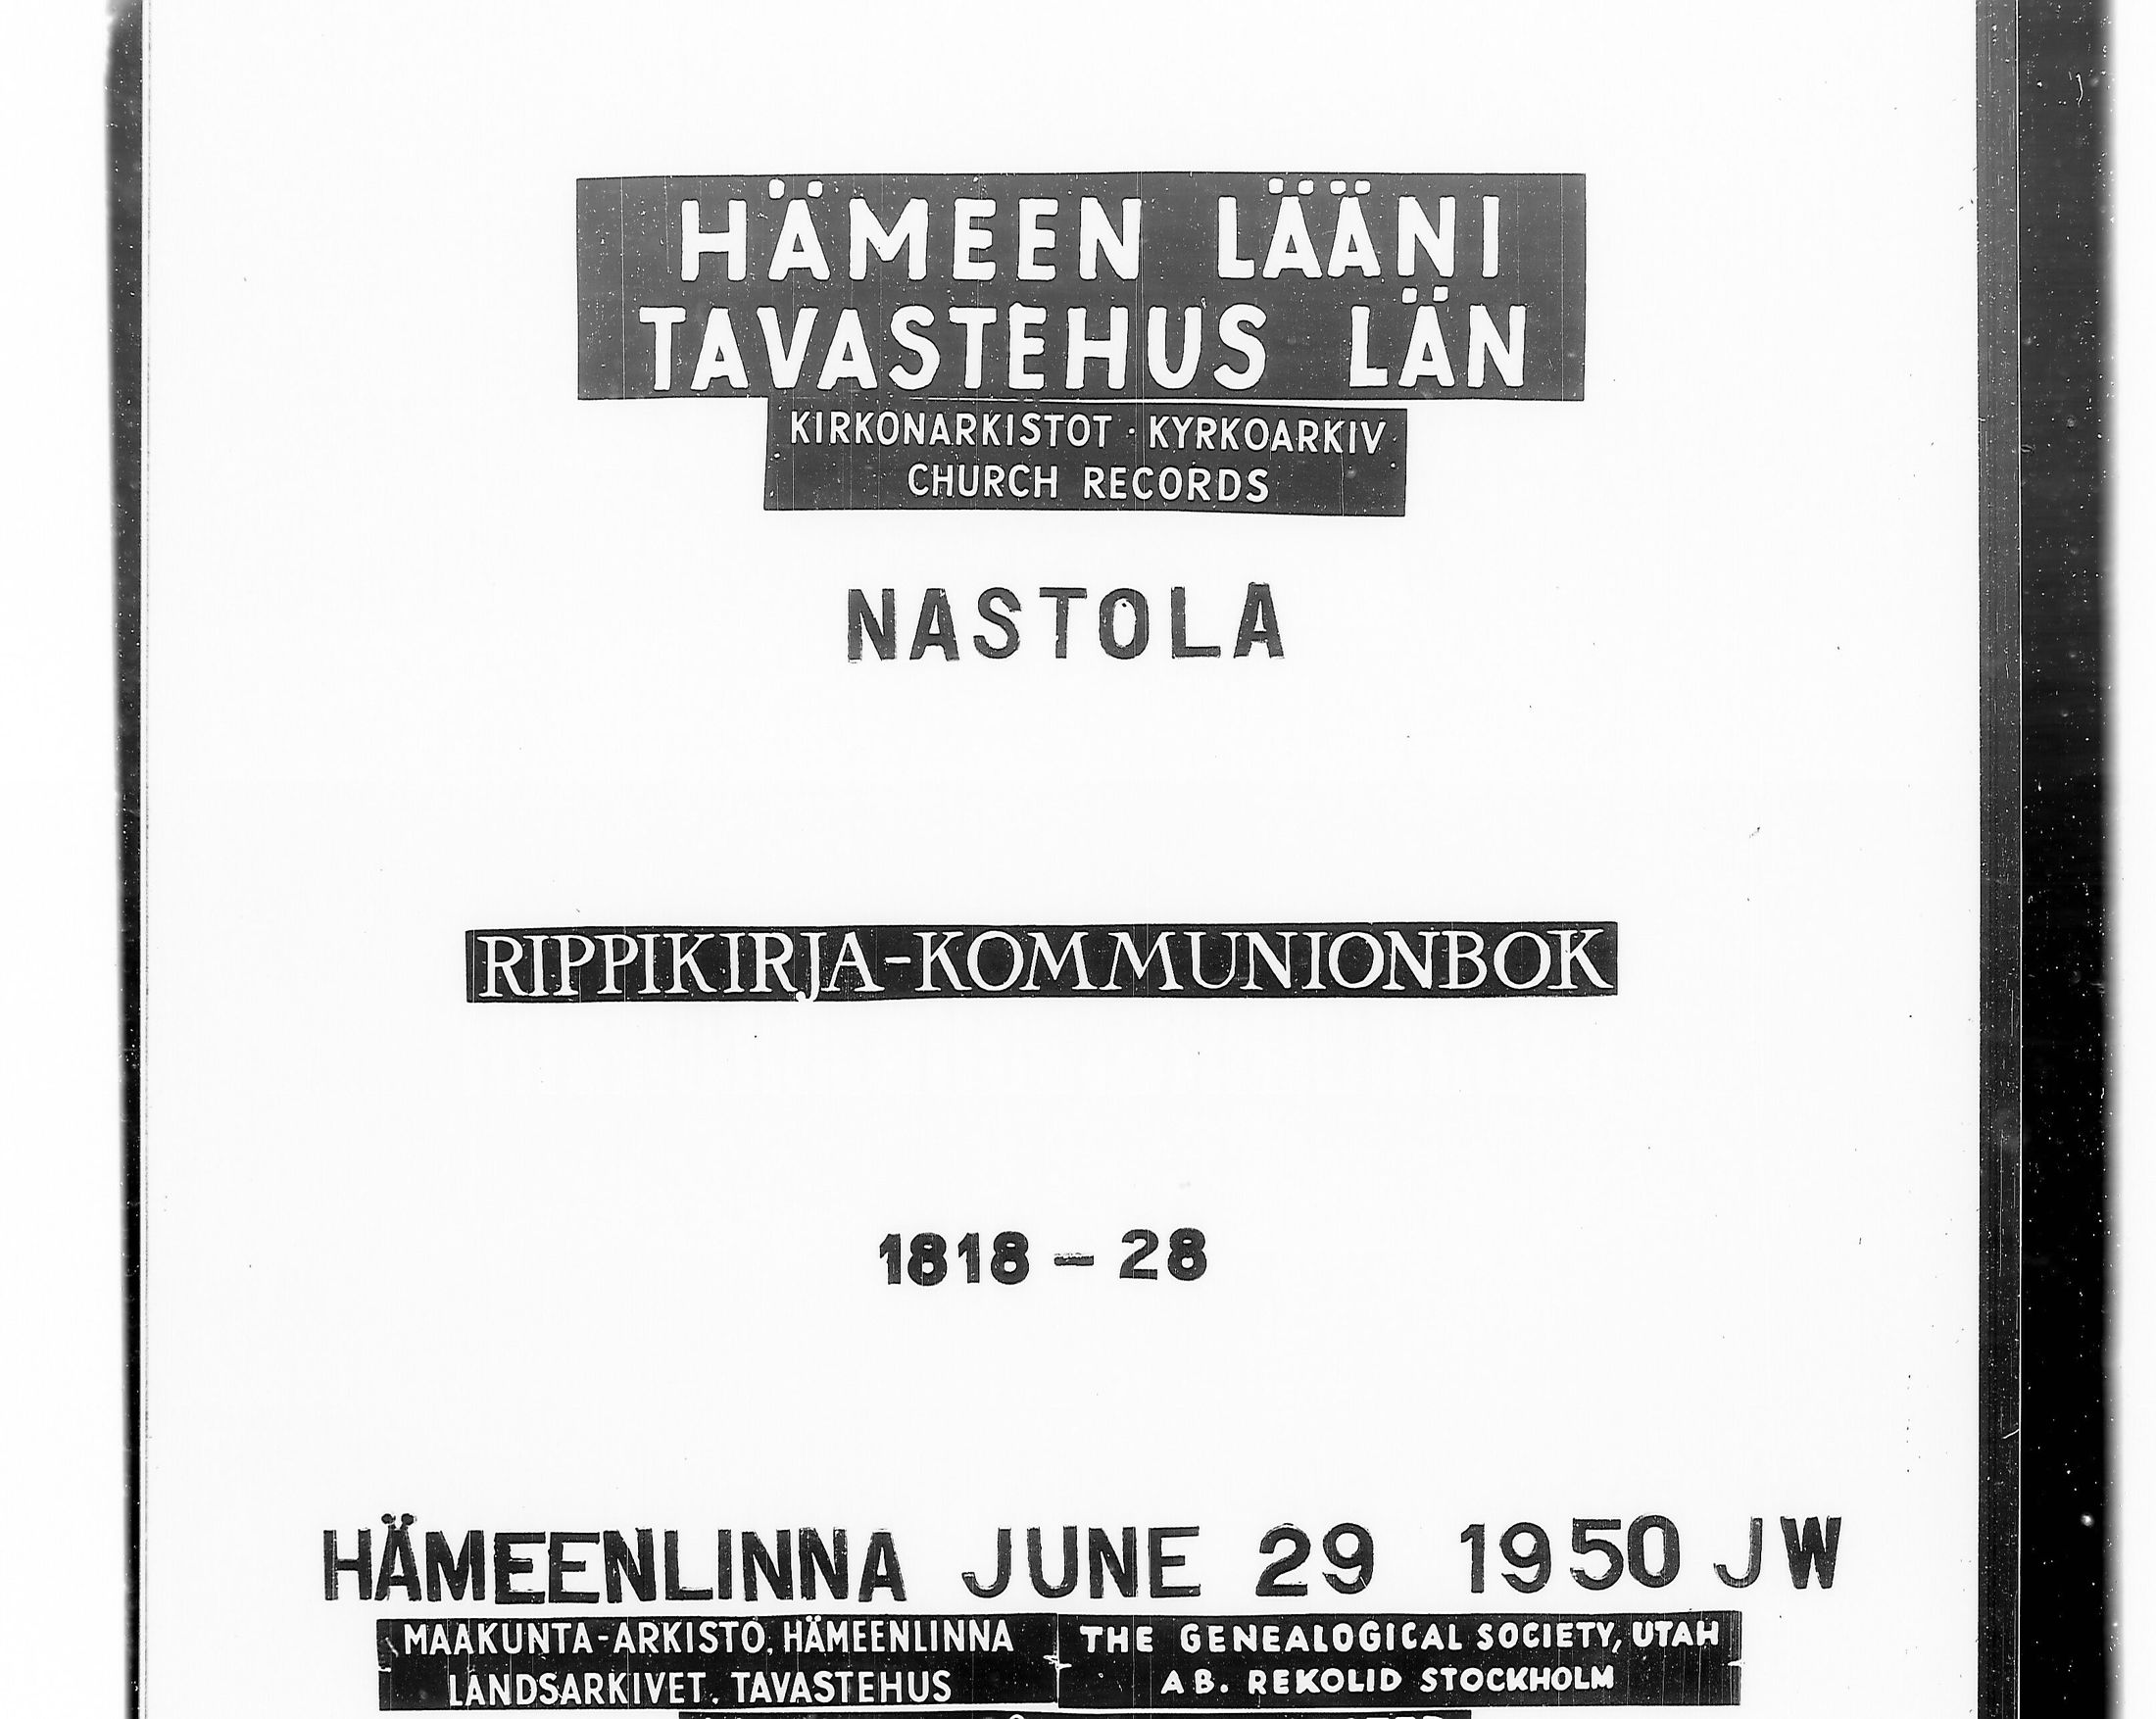 HÄMEEN LÄÄNI
TAVASTEHUS LÄN
KIRKONARKISTOT · KYRKOARKIV
CHURCH RECORDS
NASTOLA
RIPPIKIRJA-KOMMUNIONBOK
1818 - 28
HÄMEENLINNA JUNE 29 1950 JW
MAAKUNTA-ARKISTO, HÄMEENLINNA
LANDSARKIVET. TAVASTEHUS
THE GENEALOGICAL SOCIETY, UTAH
AB. REKOLID STOCKHOLM